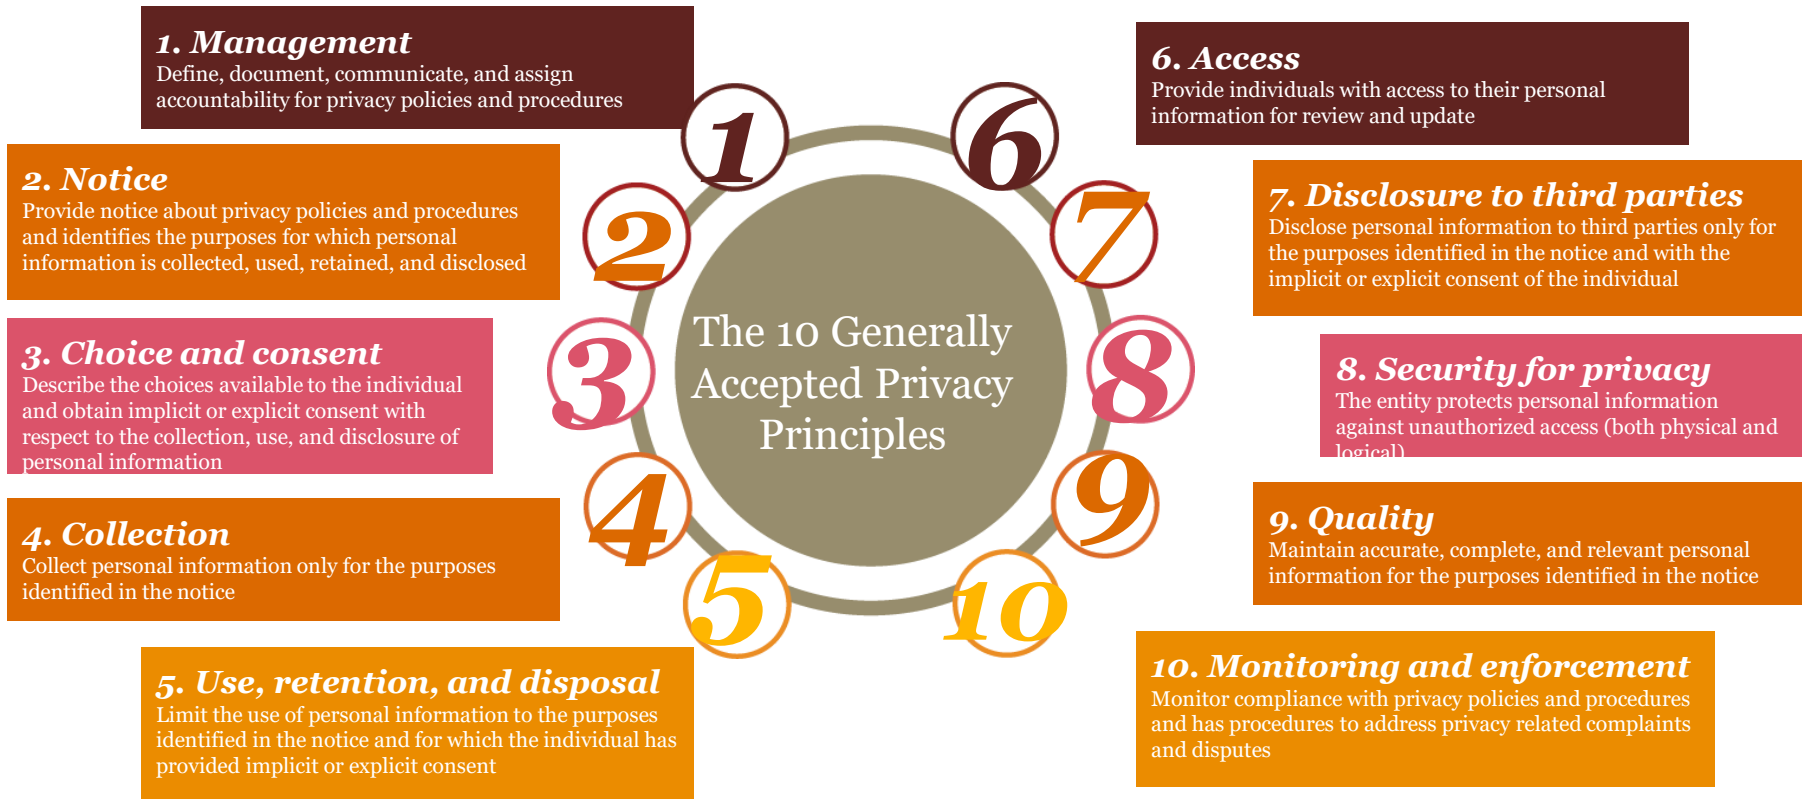 1. Management
Define, document, communicate, and assign
accountability for privacy policies and procedures
2. Notice
Provide notice about privacy policies and procedures
and identifies the purposes for which personal
information is collected, used, retained, and disclosed
3. Choice and consent
Describe the choices available to the individual
and obtain implicit or explicit consent with
respect to the collection, use, and disclosure of
personal information
4. Collection
Collect personal information only for the purposes
identified in the notice
5. Use, retention, and disposal
Limit the use of personal information to the purposes
identified in the notice and for which the individual has
provided implicit or explicit consent
1
2
3
4
5
The 10 Generally
Accepted Privacy
Principles
6
7
8
9
10
6. Access
Provide individuals with access to their personal
information for review and update
7. Disclosure to third parties
Disclose personal information to third parties only for
the purposes identified in the notice and with the
implicit or explicit consent of the individual
8. Security for privacy
The entity protects personal information
against unauthorized access (both physical and
logical)
9. Quality
Maintain accurate, complete, and relevant personal
information for the purposes identified in the notice
10. Monitoring and enforcement
Monitor compliance with privacy policies and procedures
and has procedures to address privacy related complaints
and disputes